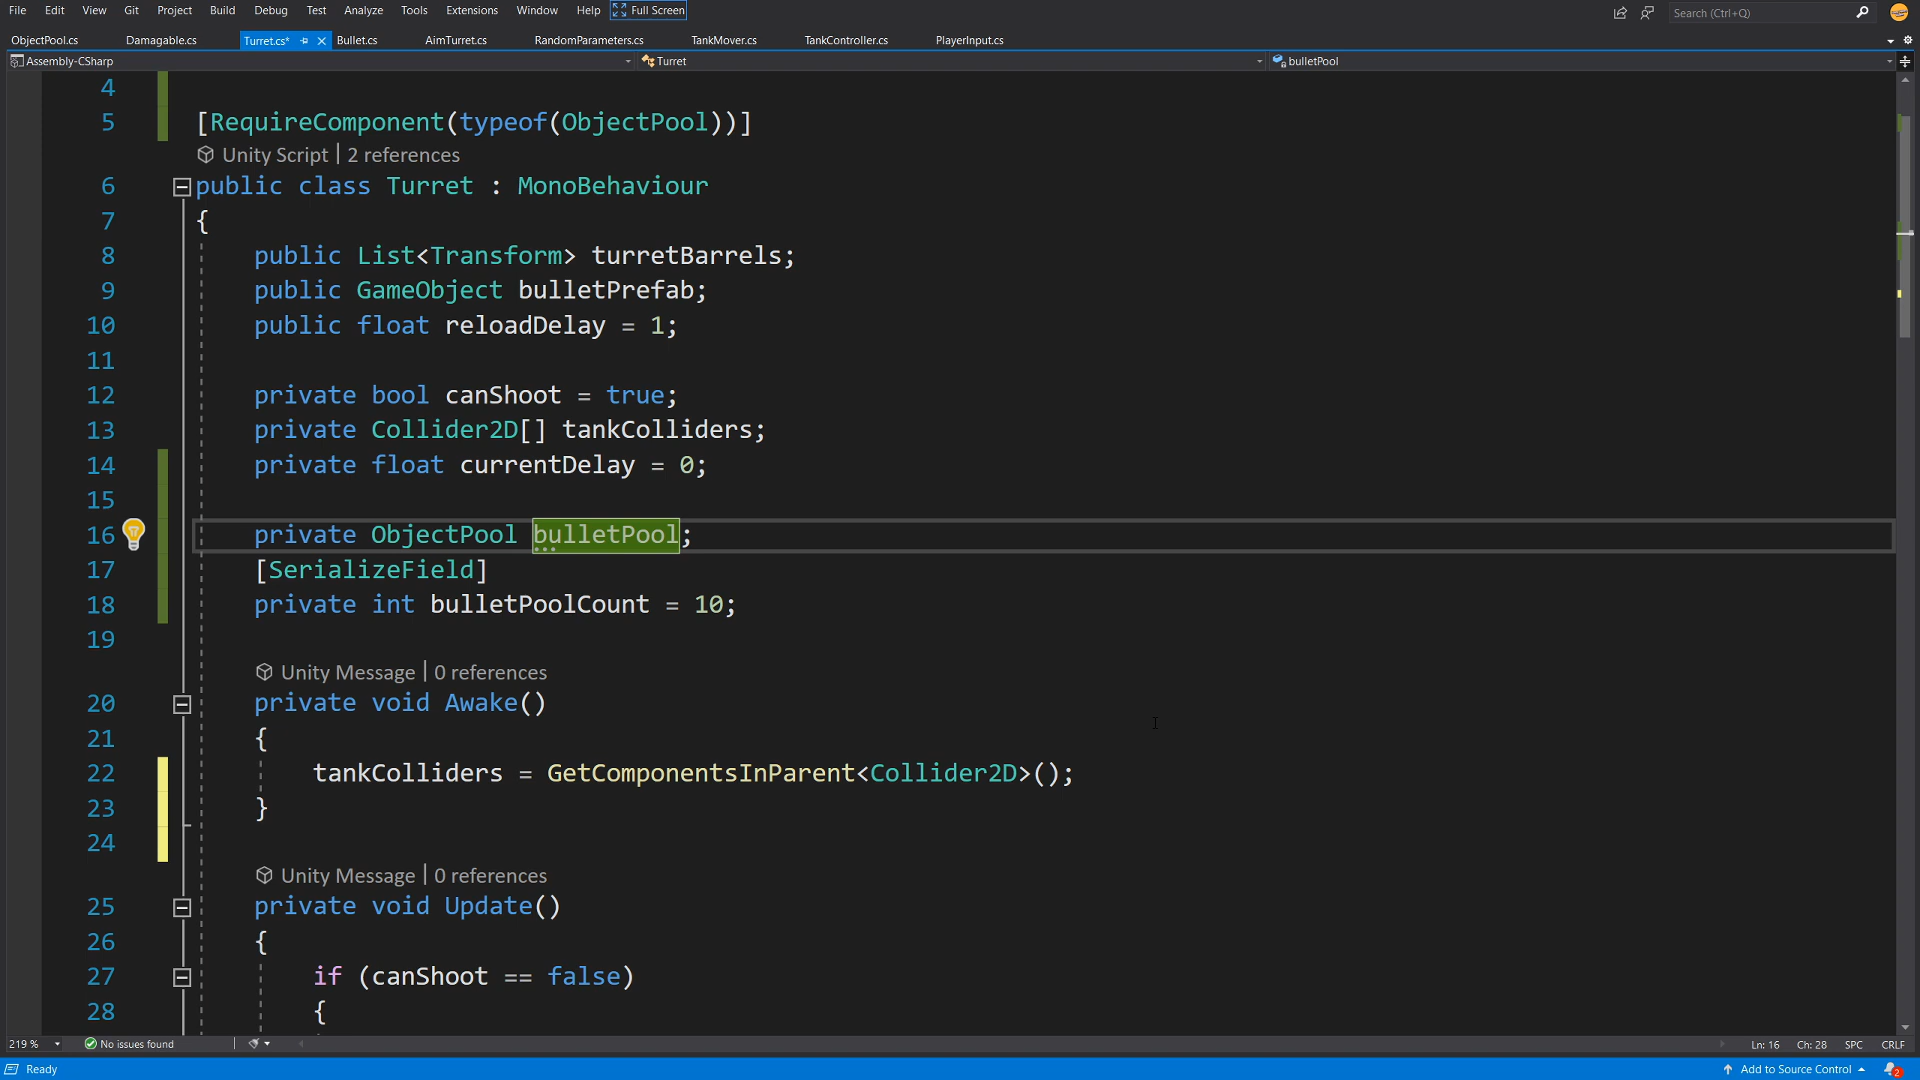 File Edit View Git Project Build Debug Test Analyze Tools Extensions Window Help Full Screen Search (Ctrl+Q)
ObjectPool.cs Damagable.cs Turret.cs* Bullet.cs AimTurret.cs RandomParameters.cs TankMover.cs TankController.cs PlayerInput.cs
Assembly-CSharp Turret bulletPool
4
5 [RequireComponent(typeof(ObjectPool))]
Unity Script | 2 references
6 public class Turret : MonoBehaviour
7 {
8 public List<Transform> turretBarrels;
9 public GameObject bulletPrefab;
10 public float reloadDelay = 1;
11
12 private bool canShoot = true;
13 private Collider2D[] tankColliders;
14 private float currentDelay = 0;
15
16 private ObjectPool bulletPool;
17 [SerializeField]
18 private int bulletPoolCount = 10;
19
Unity Message | 0 references
20 private void Awake()
21 {
22 tankColliders = GetComponentsInParent<Collider2D>();
23 }
24
Unity Message | 0 references
25 private void Update()
26 {
27 if (canShoot == false)
28 {
219 % No issues found Ln: 16 Ch: 28 SPC CRLF
Ready Add to Source Control 2